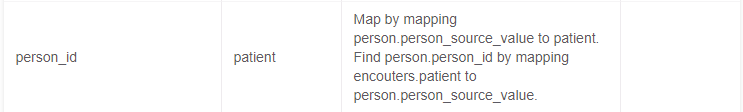 person_id
patient
Map by mapping
person.person_source_value to patient.
Find person.person_id by mapping
encouters.patient to
person.person_source_value.